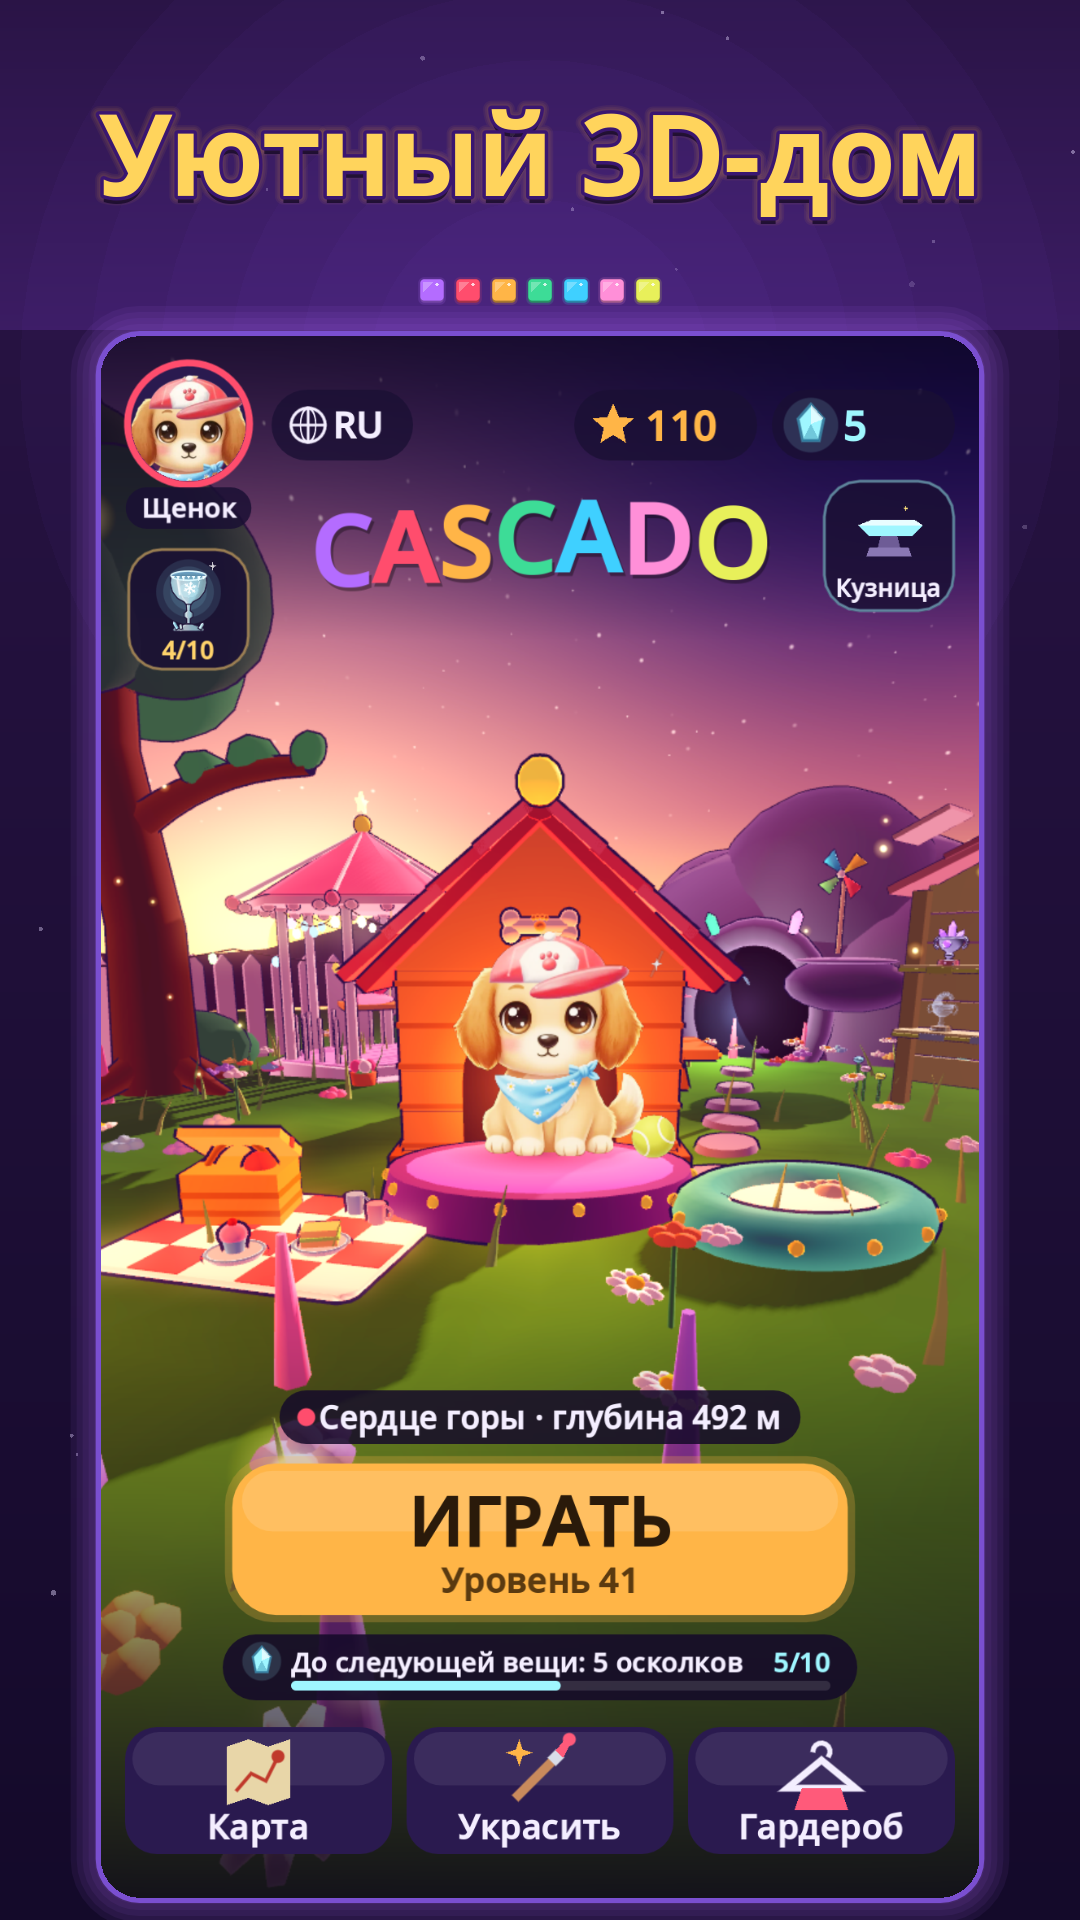 Уютный 3D-дом
RU
110
5
Щенок
CASCADO
Кузница
4/10
Сердце горы · глубина 492 м
ИГРАТЬ
Уровень 41
До следующей вещи: 5 осколков 5/10
Карта
Украсить
Гардероб